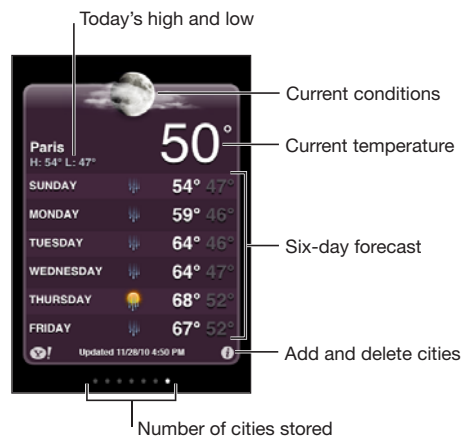 Today's high and low
Current conditions
50°
Current temperature
Paris
H: 54° L: 47°
SUNDAY 54° 47°
MONDAY 59° 46°
TUESDAY 64° 46°
WEDNESDAY 64° 47°
THURSDAY 68° 52°
FRIDAY 67° 52°
Six-day forecast
Y! Updated 11/28/10 4:50 PM i
Add and delete cities
Number of cities stored